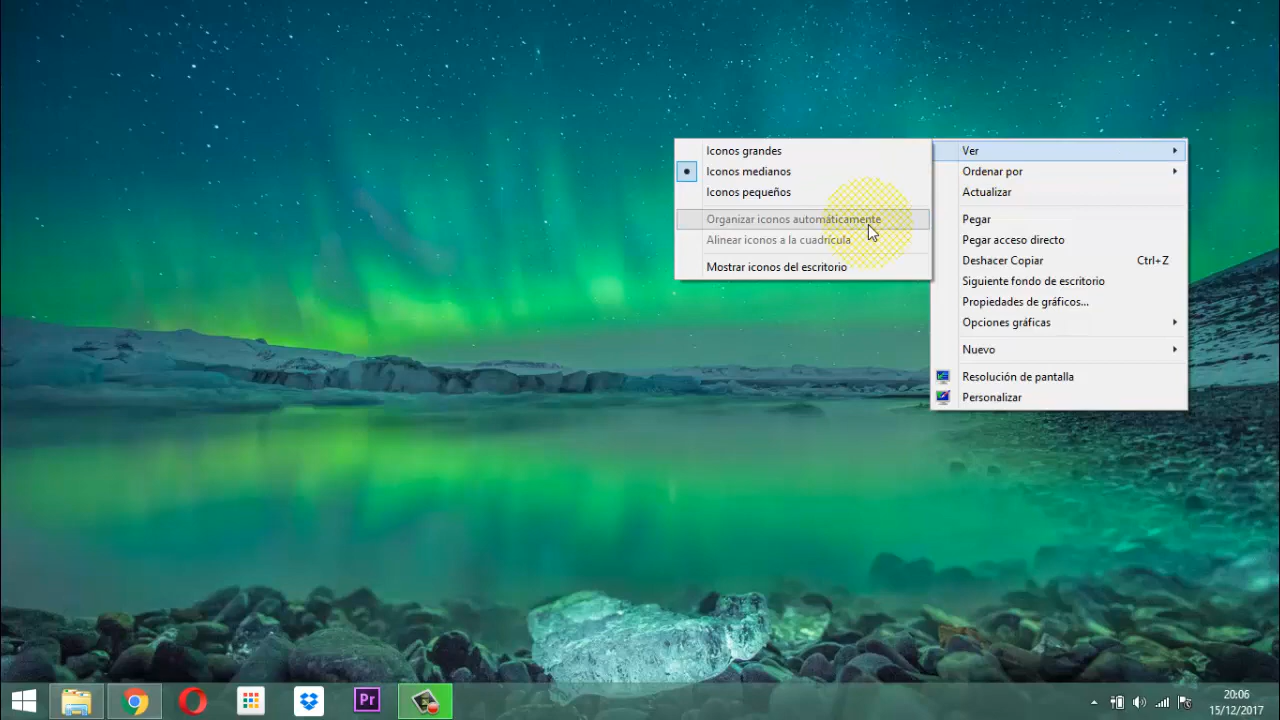 Iconos grandes
Iconos medianos
Iconos pequeños
Organizar iconos automáticamente
Alinear iconos a la cuadrícula
Mostrar iconos del escritorio
Ver
Ordenar por
Actualizar
Pegar
Pegar acceso directo
Deshacer Copiar Ctrl+Z
Siguiente fondo de escritorio
Propiedades de gráficos...
Opciones gráficas
Nuevo
Resolución de pantalla
Personalizar
Pr
20:06
15/12/2017